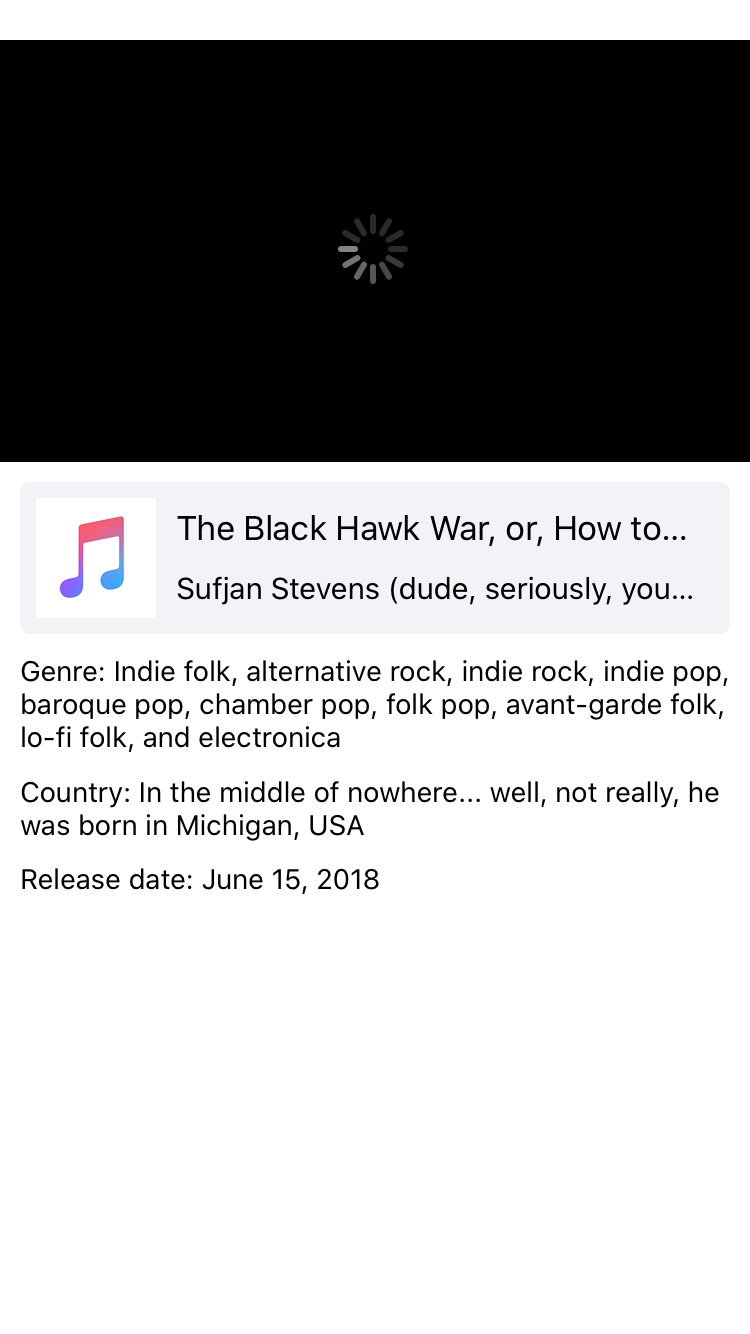 The Black Hawk War, or, How to...
Sufjan Stevens (dude, seriously, you...
Genre: Indie folk, alternative rock, indie rock, indie pop,
baroque pop, chamber pop, folk pop, avant-garde folk,
lo-fi folk, and electronica
Country: In the middle of nowhere... well, not really, he
was born in Michigan, USA
Release date: June 15, 2018